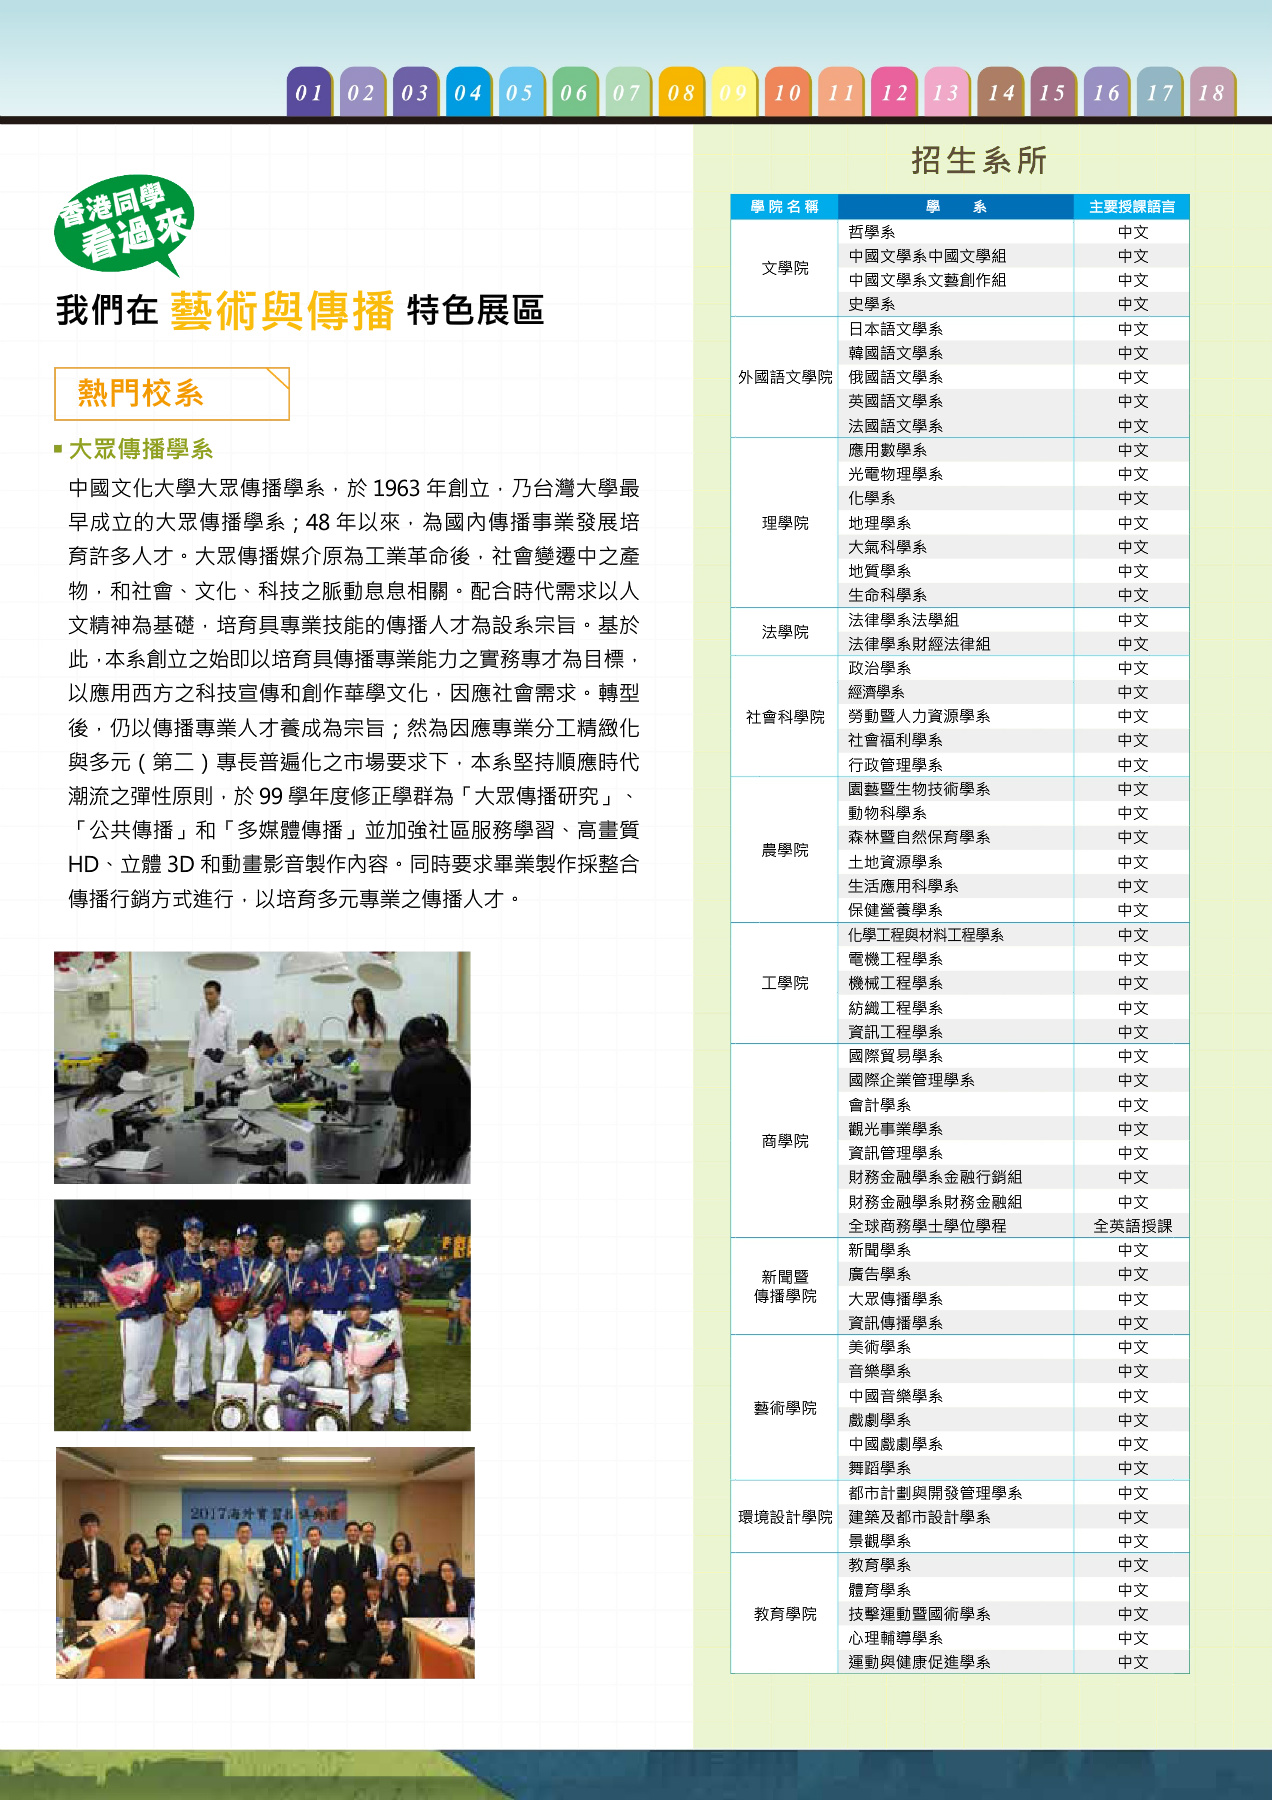 01 02 03 04 05 06 07 08 09 10 11 12 13 14 15 16 17 18
香港同學
看過來
我們在 藝術與傳播 特色展區
熱門校系
大眾傳播學系
中國文化大學大眾傳播學系，於 1963 年創立，乃台灣大學最
早成立的大眾傳播學系；48 年以來，為國內傳播事業發展培
育許多人才。大眾傳播媒介原為工業革命後，社會變遷中之產
物，和社會、文化、科技之脈動息息相關。配合時代需求以人
文精神為基礎，培育具專業技能的傳播人才為設系宗旨。基於
此，本系創立之始即以培育具傳播專業能力之實務專才為目標，
以應用西方之科技宣傳和創作華學文化，因應社會需求。轉型
後，仍以傳播專業人才養成為宗旨；然為因應專業分工精緻化
與多元（第二）專長普遍化之市場要求下，本系堅持順應時代
潮流之彈性原則，於 99 學年度修正學群為「大眾傳播研究」、
「公共傳播」和「多媒體傳播」並加強社區服務學習、高畫質
HD、立體 3D 和動畫影音製作內容。同時要求畢業製作採整合
傳播行銷方式進行，以培育多元專業之傳播人才。
招生系所
學院名稱 學 系 主要授課語言
文學院
哲學系 中文
中國文學系中國文學組 中文
中國文學系文藝創作組 中文
史學系 中文
外國語文學院
日本語文學系 中文
韓國語文學系 中文
俄國語文學系 中文
英國語文學系 中文
法國語文學系 中文
理學院
應用數學系 中文
光電物理學系 中文
化學系 中文
地理學系 中文
大氣科學系 中文
地質學系 中文
生命科學系 中文
法學院
法律學系法學組 中文
法律學系財經法律組 中文
社會科學院
政治學系 中文
經濟學系 中文
勞動暨人力資源學系 中文
社會福利學系 中文
行政管理學系 中文
農學院
園藝暨生物技術學系 中文
動物科學系 中文
森林暨自然保育學系 中文
土地資源學系 中文
生活應用科學系 中文
保健營養學系 中文
工學院
化學工程與材料工程學系 中文
電機工程學系 中文
機械工程學系 中文
紡織工程學系 中文
資訊工程學系 中文
商學院
國際貿易學系 中文
國際企業管理學系 中文
會計學系 中文
觀光事業學系 中文
資訊管理學系 中文
財務金融學系金融行銷組 中文
財務金融學系財務金融組 中文
全球商務學士學位學程 全英語授課
新聞暨
傳播學院
新聞學系 中文
廣告學系 中文
大眾傳播學系 中文
資訊傳播學系 中文
藝術學院
美術學系 中文
音樂學系 中文
中國音樂學系 中文
戲劇學系 中文
中國戲劇學系 中文
舞蹈學系 中文
環境設計學院
都市計劃與開發管理學系 中文
建築及都市設計學系 中文
景觀學系 中文
教育學院
教育學系 中文
體育學系 中文
技擊運動暨國術學系 中文
心理輔導學系 中文
運動與健康促進學系 中文
2017海外實習